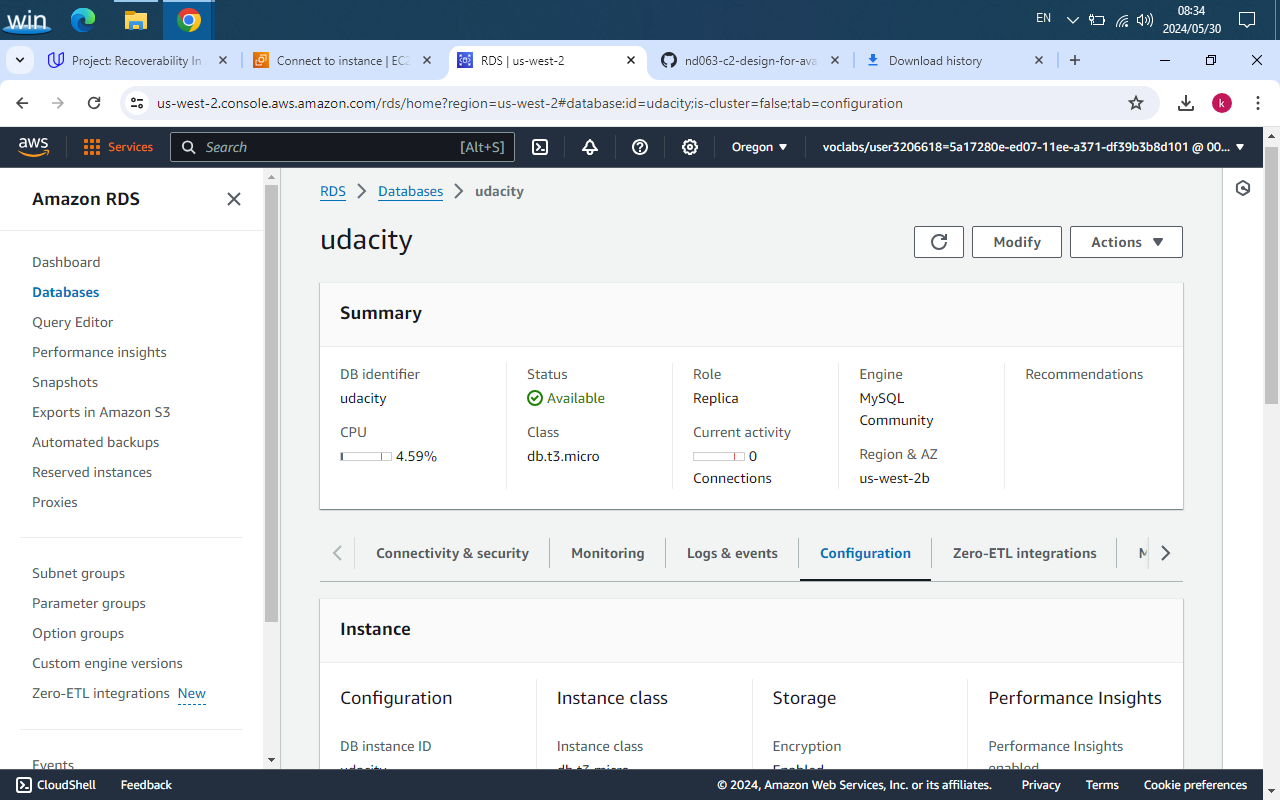 win
EN
08:34
2024/05/30
Project: Recoverability In
Connect to instance | EC2
RDS | us-west-2
nd063-c2-design-for-ava
Download history
us-west-2.console.aws.amazon.com/rds/home?region=us-west-2#database:id=udacity;is-cluster=false;tab=configuration
k
aws
Services
Search
[Alt+S]
Oregon
voclabs/user3206618=5a17280e-ed07-11ee-a371-df39b3b8d101 @ 00...
Amazon RDS
Dashboard
Databases
Query Editor
Performance insights
Snapshots
Exports in Amazon S3
Automated backups
Reserved instances
Proxies
Subnet groups
Parameter groups
Option groups
Custom engine versions
Zero-ETL integrations New
Events
RDS
Databases
udacity
udacity
Modify
Actions
Summary
DB identifier
udacity
CPU
4.59%
Status
Available
Class
db.t3.micro
Role
Replica
Current activity
0
Connections
Engine
MySQL
Community
Region & AZ
us-west-2b
Recommendations
Connectivity & security
Monitoring
Logs & events
Configuration
Zero-ETL integrations
Instance
Configuration
DB instance ID
udacity
Instance class
Instance class
db.t3.micro
Storage
Encryption
Enabled
Performance Insights
Performance Insights
enabled
CloudShell
Feedback
© 2024, Amazon Web Services, Inc. or its affiliates.
Privacy
Terms
Cookie preferences